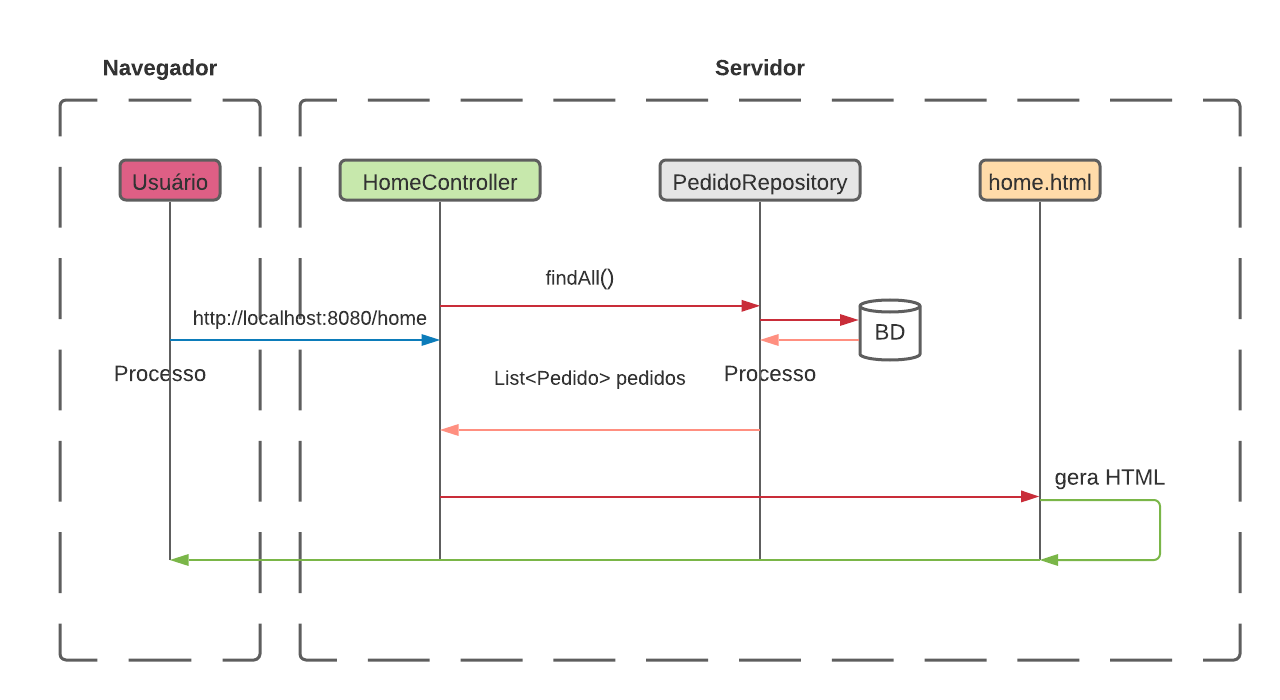 Navegador
Servidor
Usuário
HomeController
PedidoRepository
home.html
findAll()
http://localhost:8080/home
BD
Processo
List<Pedido> pedidos
Processo
gera HTML